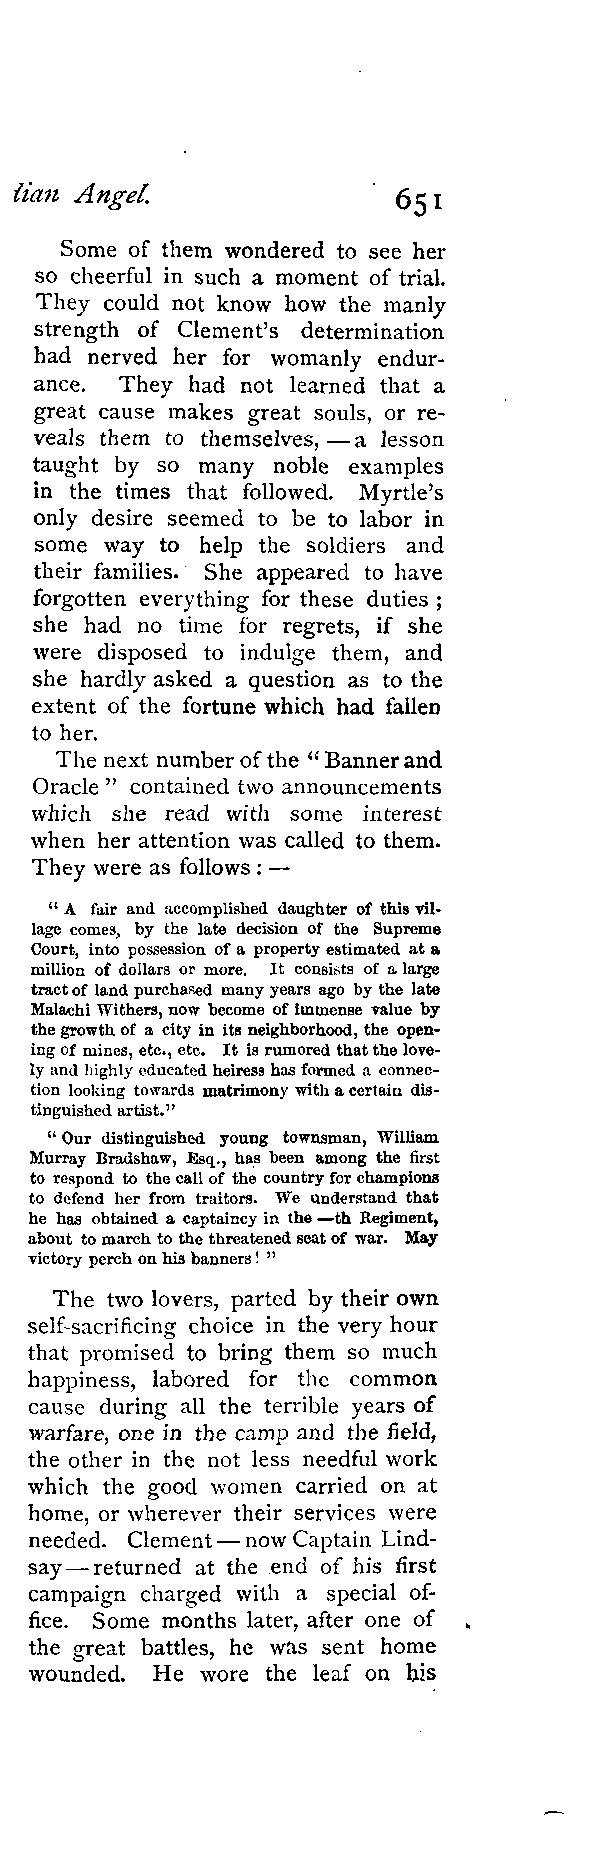 lian Angel. 651
Some of them wondered to see her
so cheerful in such a moment of trial.
They could not know how the manly
strength of Clement's determination
had nerved her for womanly endur-
ance. They had not learned that a
great cause makes great souls, or re-
veals them to themselves, — a lesson
taught by so many noble examples
in the times that followed. Myrtle's
only desire seemed to be to labor in
some way to help the soldiers and
their families. She appeared to have
forgotten everything for these duties ;
she had no time for regrets, if she
were disposed to indulge them, and
she hardly asked a question as to the
extent of the fortune which had fallen
to her.
The next number of the " Banner and
Oracle " contained two announcements
which she read with some interest
when her attention was called to them.
They were as follows : —
" A fair and accomplished daughter of this vil-
lage comes, by the late decision of the Supreme
Court, into possession of a property estimated at a
million of dollars or more. It consists of a large
tract of land purchased many years ago by the late
Malachi Withers, now become of immense value by
the growth of a city in its neighborhood, the open-
ing of mines, etc., etc. It is rumored that the love-
ly and highly educated heiress has formed a connec-
tion looking towards matrimony with a certain dis-
tinguished artist."
" Our distinguished young townsman, William
Murray Bradshaw, Esq., has been among the first
to respond to the call of the country for champions
to defend her from traitors. We understand that
he has obtained a captaincy in the —th Regiment,
about to march to the threatened seat of war. May
victory perch on his banners ! "
The two lovers, parted by their own
self-sacrificing choice in the very hour
that promised to bring them so much
happiness, labored for the common
cause during all the terrible years of
warfare, one in the camp and the field,
the other in the not less needful work
which the good women carried on at
home, or wherever their services were
needed. Clement — now Captain Lind-
say — returned at the end of his first
campaign charged with a special of-
fice. Some months later, after one of
the great battles, he was sent home
wounded. He wore the leaf on his